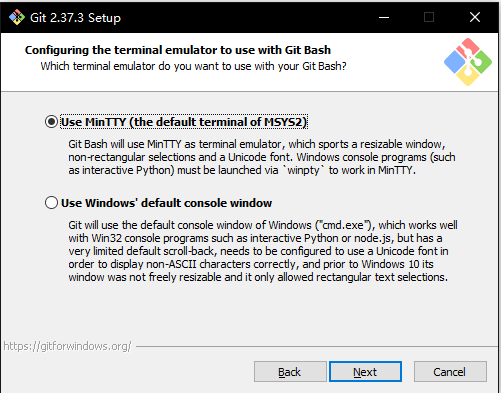 Git 2.37.3 Setup
Configuring the terminal emulator to use with Git Bash
Which terminal emulator do you want to use with your Git Bash?
Use MinTTY (the default terminal of MSYS2)
Git Bash will use MinTTY as terminal emulator, which sports a resizable window,
non-rectangular selections and a Unicode font. Windows console programs (such
as interactive Python) must be launched via `winpty` to work in MinTTY.
Use Windows' default console window
Git will use the default console window of Windows ("cmd.exe"), which works well
with Win32 console programs such as interactive Python or node.js, but has a
very limited default scroll-back, needs to be configured to use a Unicode font in
order to display non-ASCII characters correctly, and prior to Windows 10 its
window was not freely resizable and it only allowed rectangular text selections.
https://gitforwindows.org/
Back Next Cancel